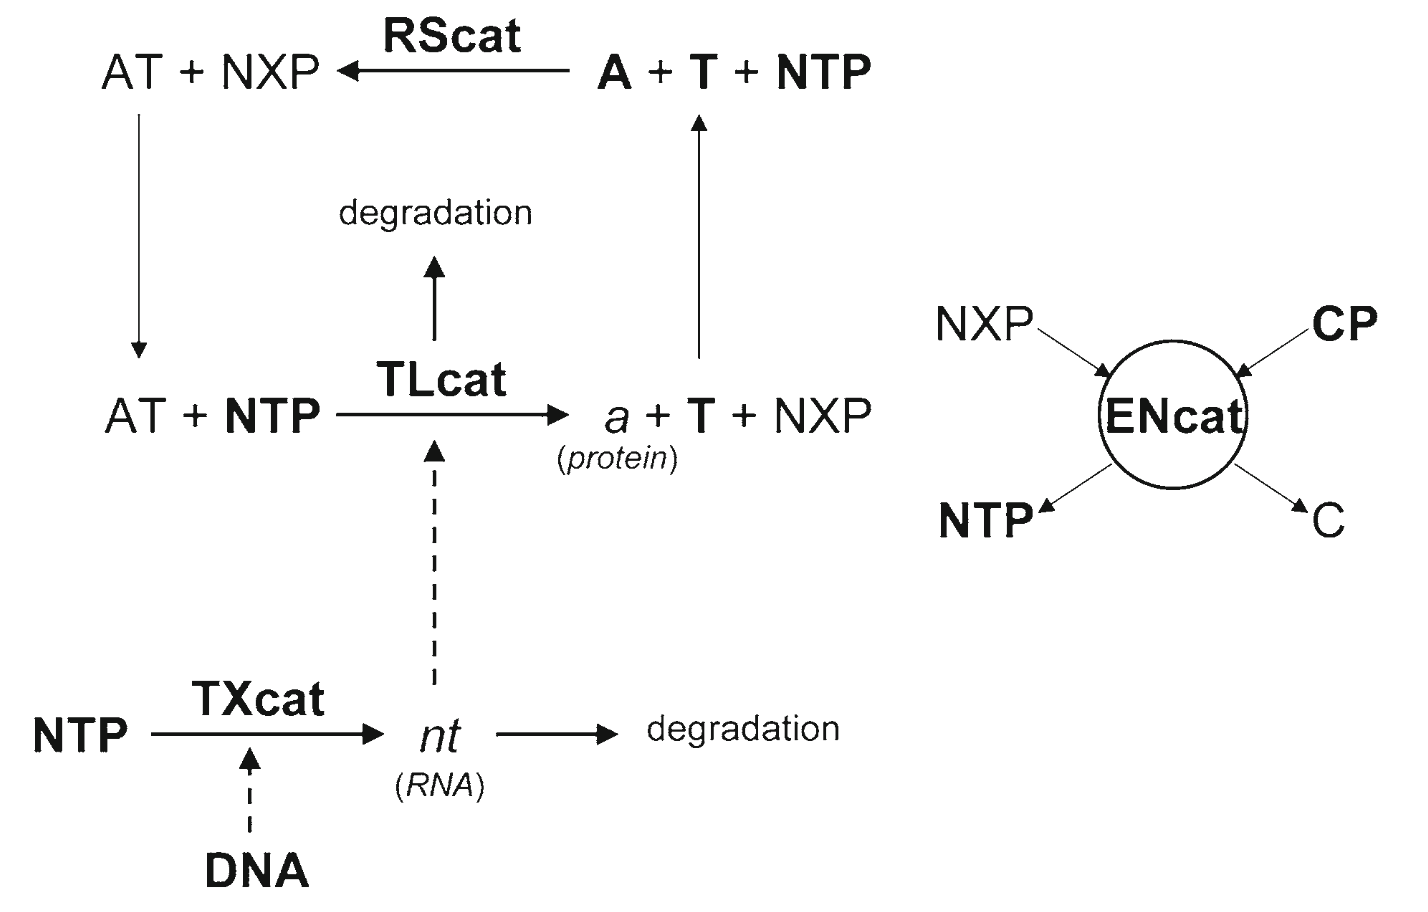 RScat
AT + NXP
A + T + NTP
degradation
NXP
CP
TLcat
AT + NTP
a + T + NXP
(protein)
ENcat
NTP
C
TXcat
NTP
nt
degradation
(RNA)
DNA